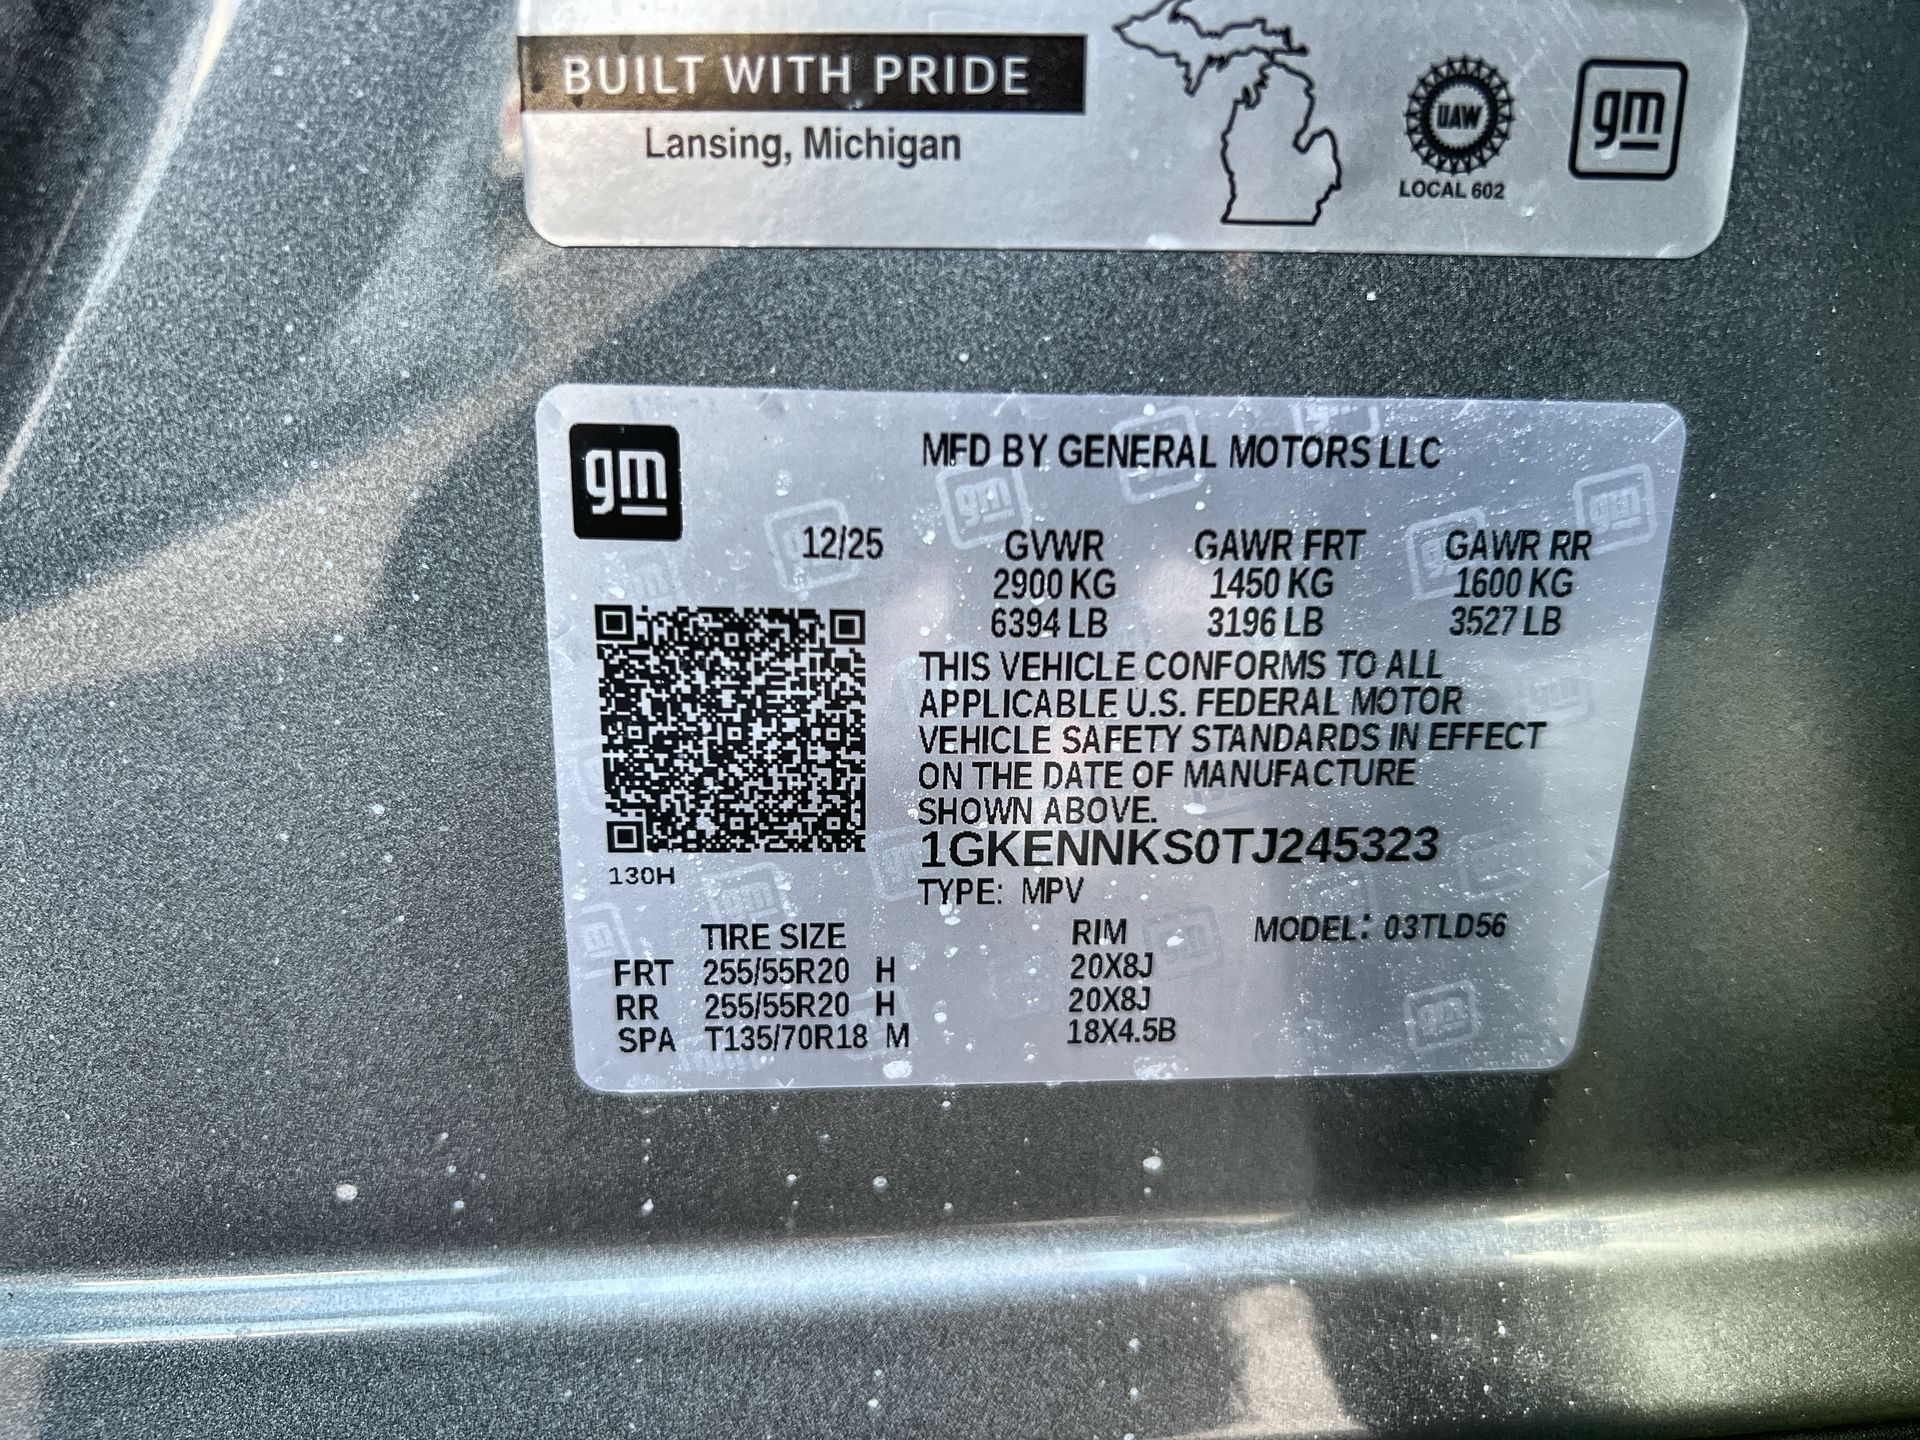 BUILT WITH PRIDE
Lansing, Michigan
UAW
LOCAL 602
gm
gm
MFD BY GENERAL MOTORS LLC
12/25 GVWR GAWR FRT GAWR RR
2900 KG 1450 KG 1600 KG
6394 LB 3196 LB 3527 LB
THIS VEHICLE CONFORMS TO ALL
APPLICABLE U.S. FEDERAL MOTOR
VEHICLE SAFETY STANDARDS IN EFFECT
ON THE DATE OF MANUFACTURE
SHOWN ABOVE.
1GKENNKS0TJ245323
130H
TYPE: MPV
TIRE SIZE RIM MODEL: 03TLD56
FRT 255/55R20 H 20X8J
RR 255/55R20 H 20X8J
SPA T135/70R18 M 18X4.5B